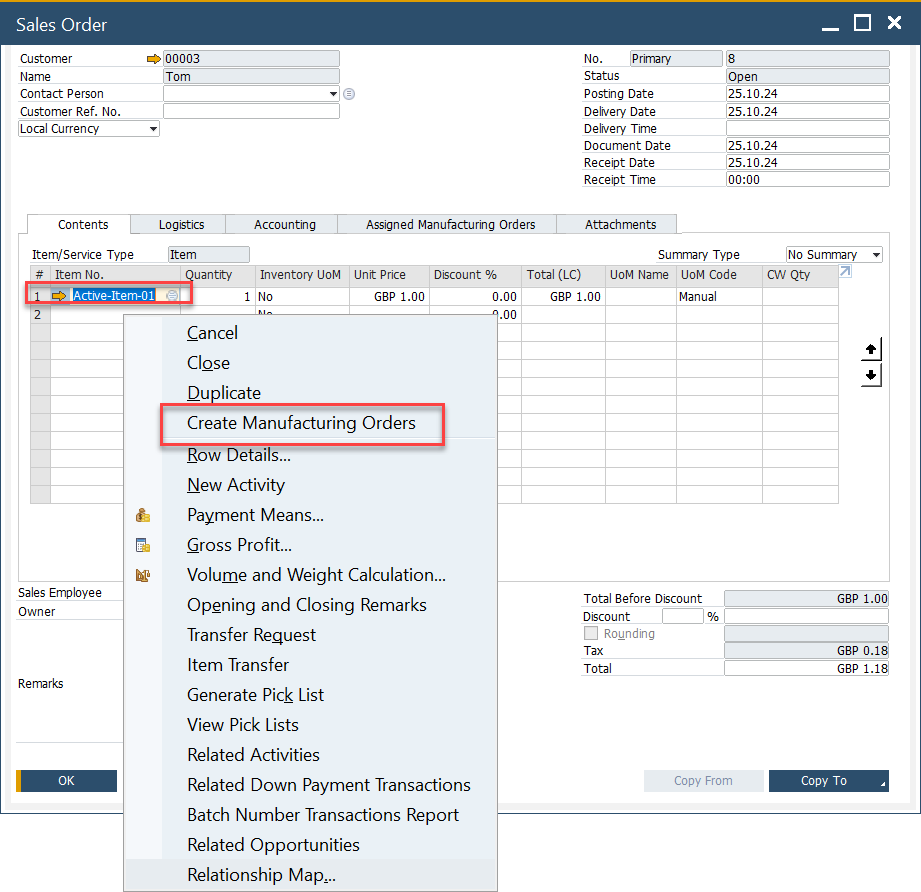 Sales Order
Customer 00003
Name Tom
Contact Person
Customer Ref. No.
Local Currency
No. Primary 8
Status Open
Posting Date 25.10.24
Delivery Date 25.10.24
Delivery Time
Document Date 25.10.24
Receipt Date 25.10.24
Receipt Time 00:00
Contents Logistics Accounting Assigned Manufacturing Orders Attachments
Item/Service Type Item Summary Type No Summary
# Item No. Quantity Inventory UoM Unit Price Discount % Total (LC) UoM Name UoM Code CW Qty
1 Active-Item-01 1 No GBP 1.00 0.00 GBP 1.00 Manual
2 No 0.00
Cancel
Close
Duplicate
Create Manufacturing Orders
Row Details...
New Activity
Payment Means...
Gross Profit...
Volume and Weight Calculation...
Opening and Closing Remarks
Transfer Request
Item Transfer
Generate Pick List
View Pick Lists
Related Activities
Related Down Payment Transactions
Batch Number Transactions Report
Related Opportunities
Relationship Map...
Sales Employee
Owner
Remarks
Total Before Discount GBP 1.00
Discount %
Rounding
Tax GBP 0.18
Total GBP 1.18
OK
Copy From Copy To